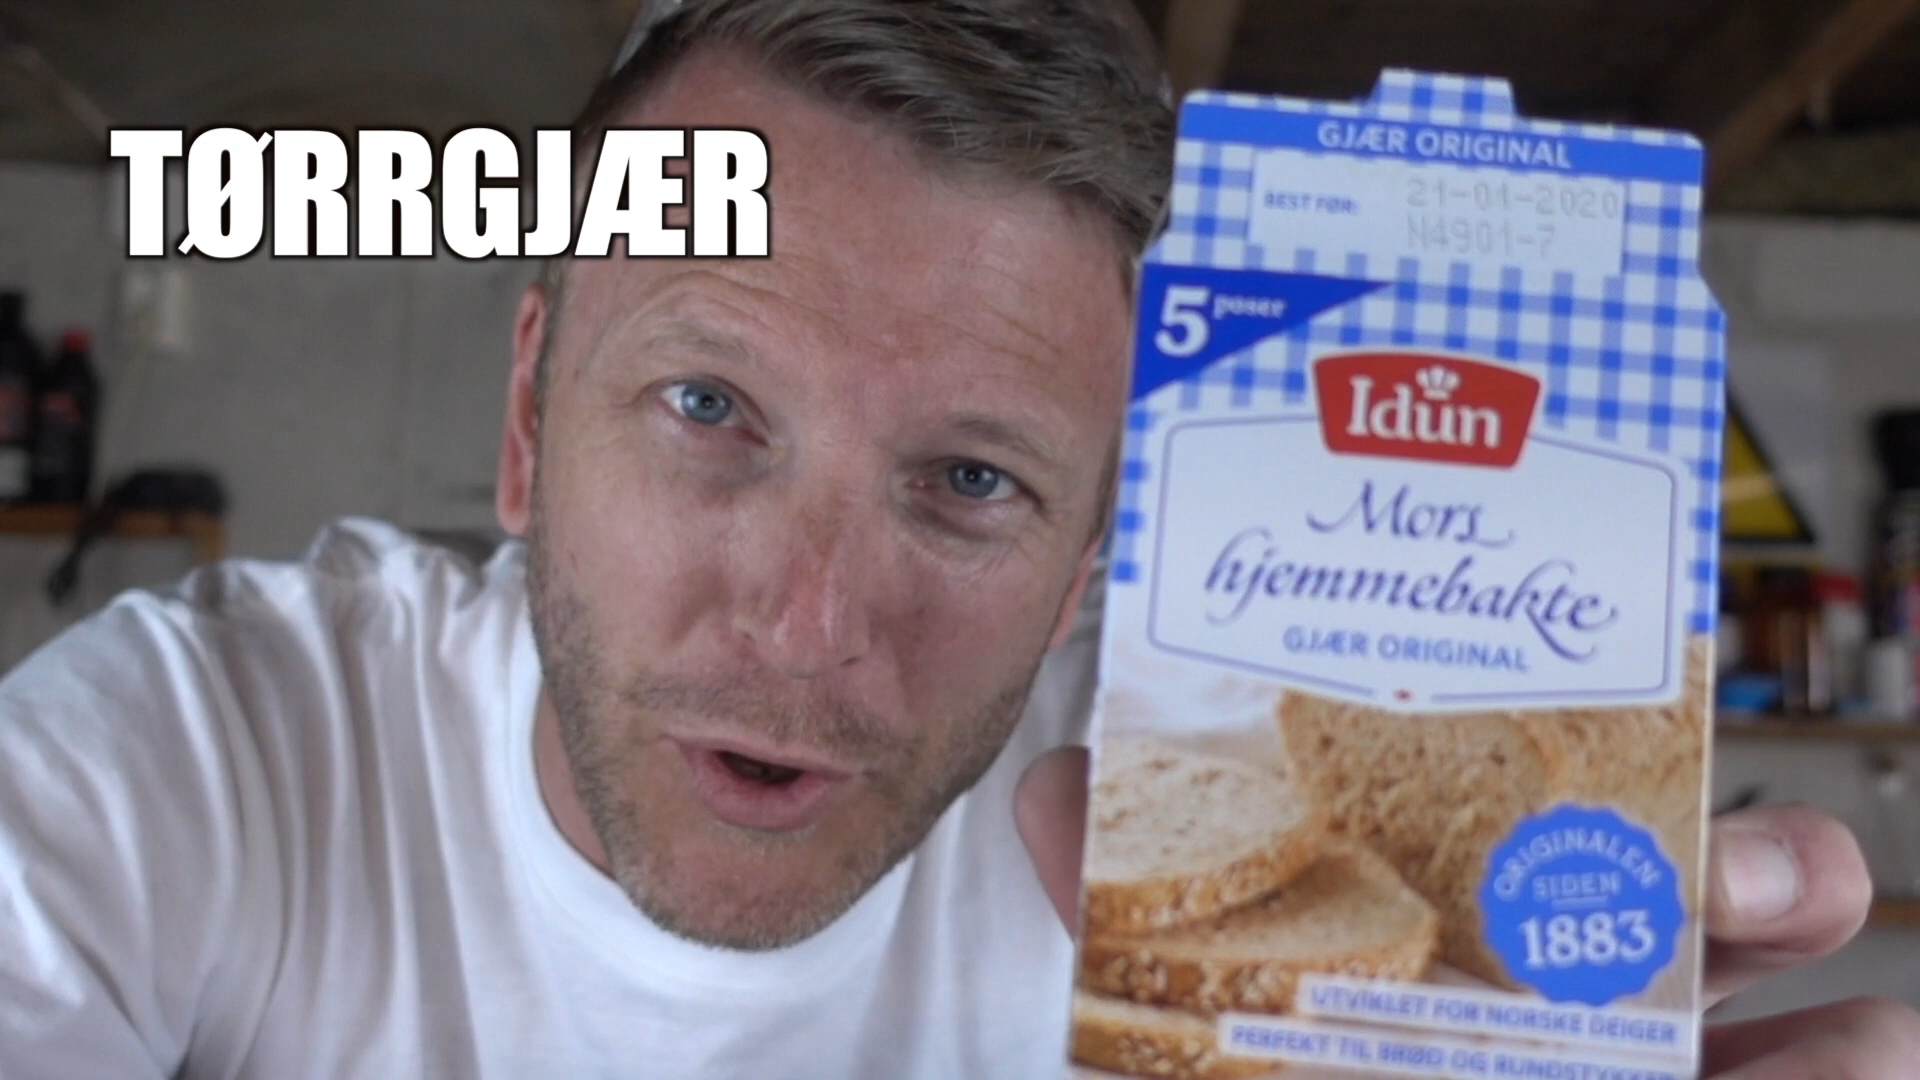 TØRRGJÆR
GJÆR ORIGINAL
BEST FØR:
21-01-2020
N4901-7
5 poser
Idun
Mors
hjemmebakte
GJÆR ORIGINAL
ORIGINALEN
SIDEN
1883
UTVIKLET FOR NORSKE DEIGER
PERFEKT TIL BRØD OG RUNDSTYKKER